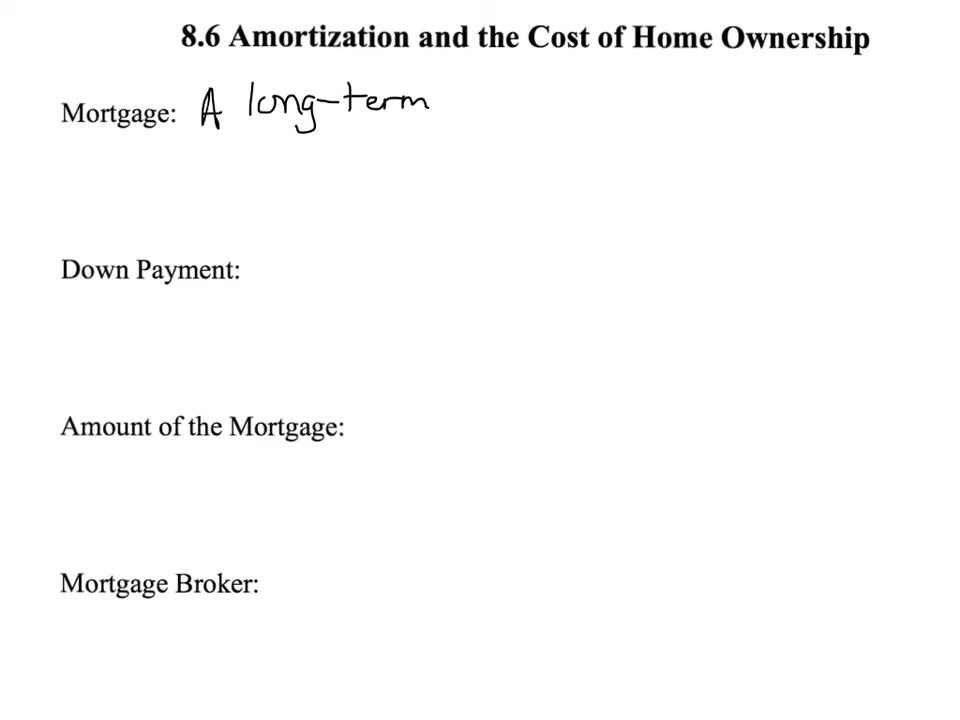 8.6 Amortization and the Cost of Home Ownership
Mortgage: A long-term
Down Payment:
Amount of the Mortgage:
Mortgage Broker: